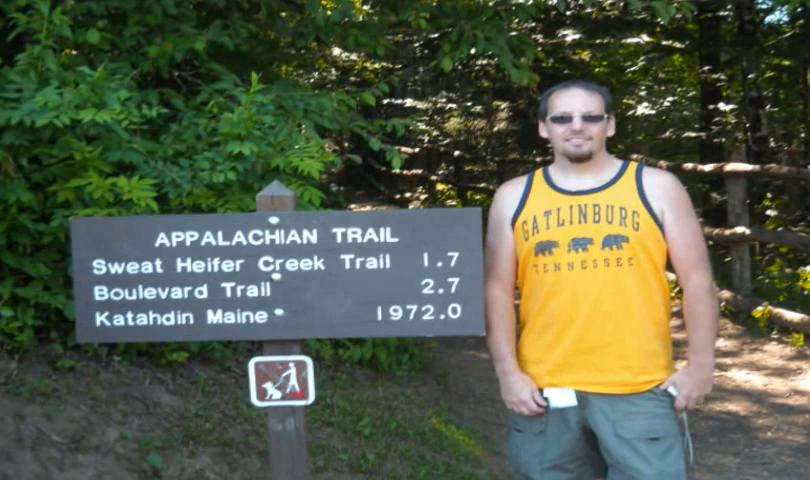 APPALACHIAN TRAIL
Sweat Heifer Creek Trail 1.7
Boulevard Trail 2.7
Katahdin Maine 1972.0
GATLINBURG
TENNESSEE